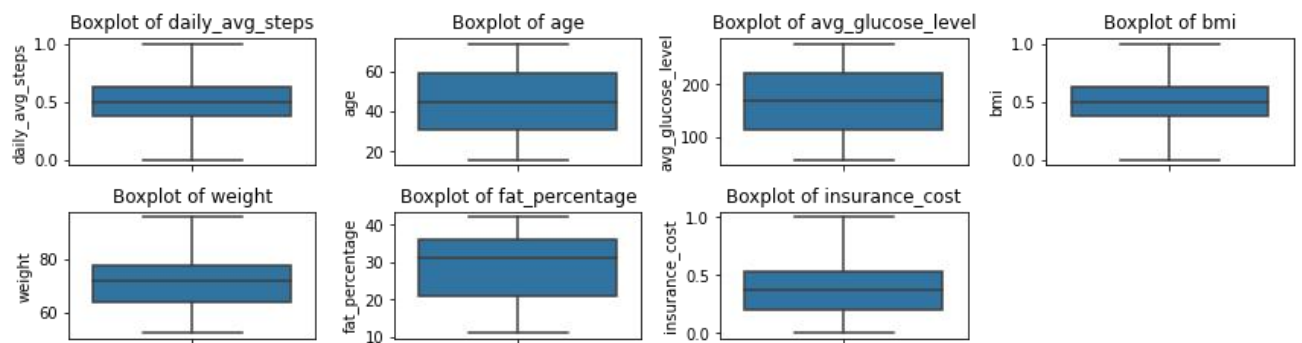 Boxplot of daily_avg_steps
daily_avg_steps
1.0
0.5
0.0
Boxplot of age
age
60
40
20
Boxplot of avg_glucose_level
avg_glucose_level
200
100
Boxplot of bmi
bmi
1.0
0.5
0.0
Boxplot of weight
weight
80
60
Boxplot of fat_percentage
fat_percentage
40
30
20
10
Boxplot of insurance_cost
insurance_cost
1.0
0.5
0.0